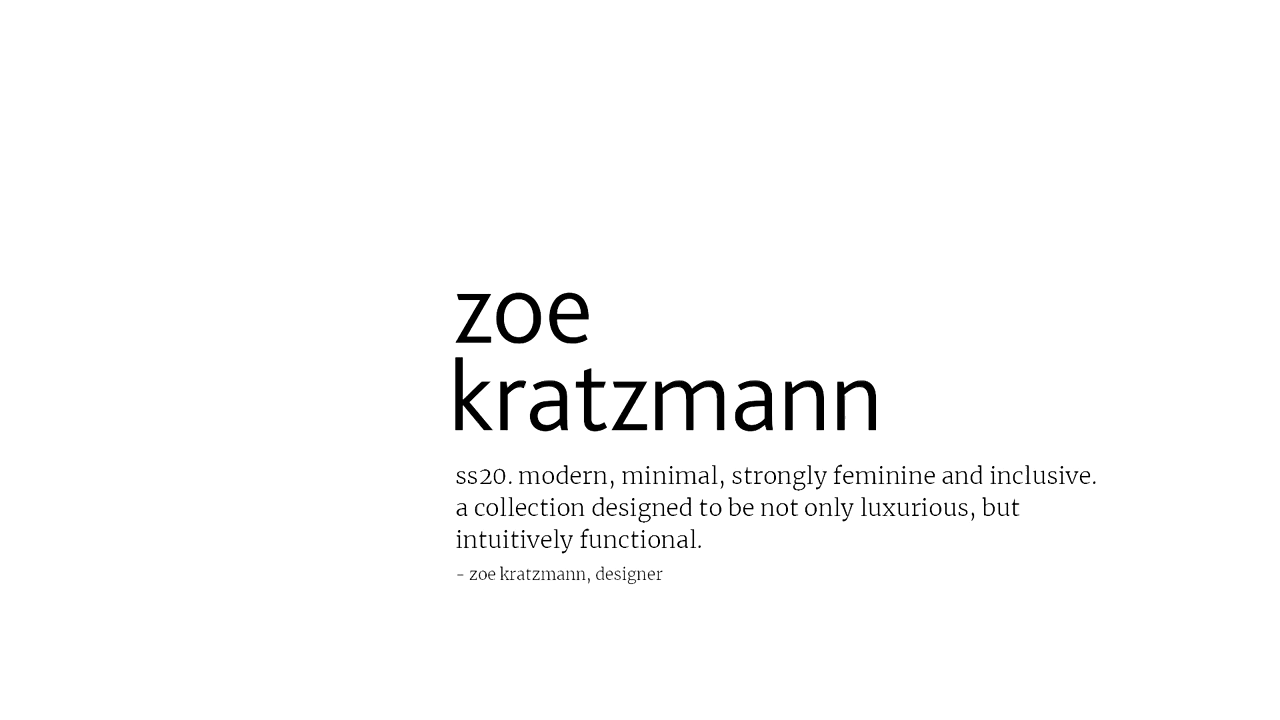 zoe
kratzmann
ss20. modern, minimal, strongly feminine and inclusive.
a collection designed to be not only luxurious, but
intuitively functional.
- zoe kratzmann, designer